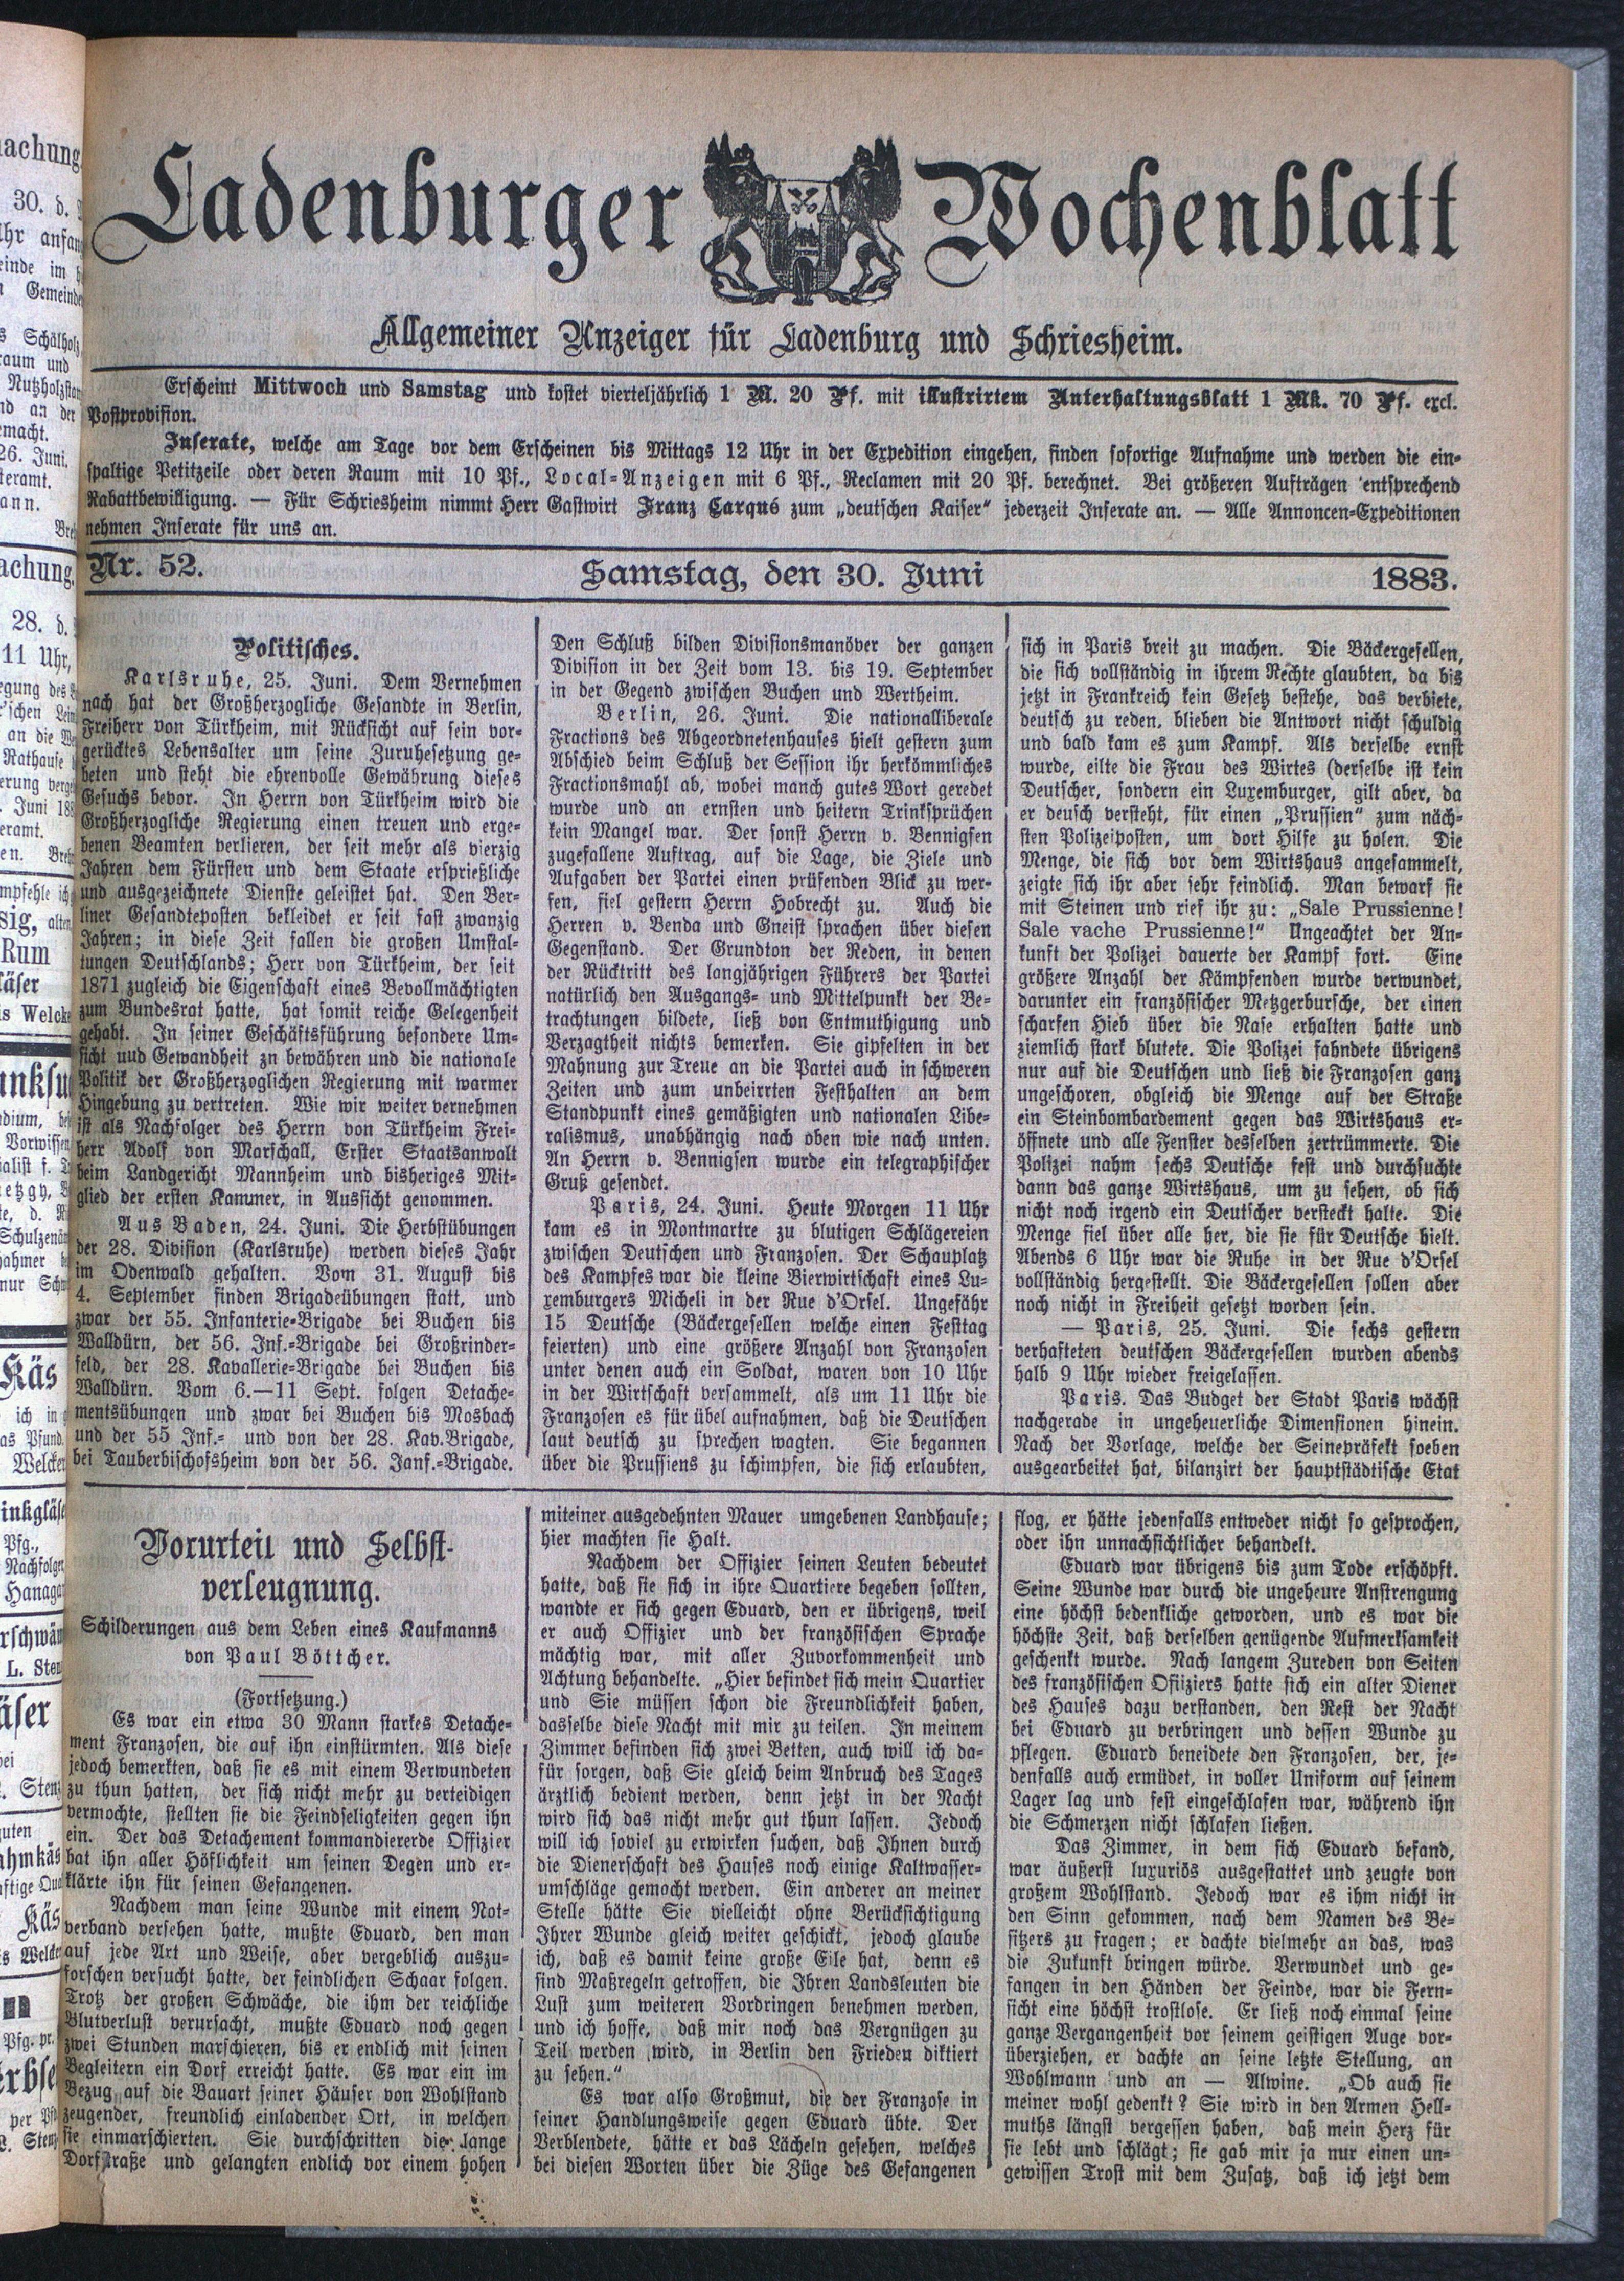 Ladenburger Wochenblatt
Allgemeiner Anzeiger für Ladenburg und Schriesheim.
Erscheint Mittwoch und Samstag und kostet vierteljährlich 1 M. 20 Pf. mit illustrirtem Unterhaltungsblatt 1 Mk. 70 Pf. excl.
Postprovision.
Inserate, welche am Tage vor dem Erscheinen bis Mittags 12 Uhr in der Expedition eingehen, finden sofortige Aufnahme und werden die ein-
spaltige Petitzeile oder deren Raum mit 10 Pf., Local-Anzeigen mit 6 Pf., Reclamen mit 20 Pf. berechnet. Bei größeren Aufträgen entsprechend
Rabattbewilligung. — Für Schriesheim nimmt Herr Gastwirt Franz Carqué zum „deutschen Kaiser“ jederzeit Inserate an. — Alle Annoncen-Expeditionen
nehmen Inserate für uns an.
Nr. 52. Samstag, den 30. Juni 1883.
Politisches.
Karlsruhe, 25. Juni. Dem Vernehmen
nach hat der Großherzogliche Gesandte in Berlin,
Freiherr von Türkheim, mit Rücksicht auf sein vor-
gerücktes Lebensalter um seine Zuruhesetzung ge-
beten und steht die ehrenvolle Gewährung dieses
Gesuchs bevor. In Herrn von Türkheim wird die
Großherzogliche Regierung einen treuen und erge-
benen Beamten verlieren, der seit mehr als vierzig
Jahren dem Fürsten und dem Staate ersprießliche
und ausgezeichnete Dienste geleistet hat. Den Ber-
liner Gesandteposten bekleidet er seit fast zwanzig
Jahren; in diese Zeit fallen die großen Umstal-
tungen Deutschlands; Herr von Türkheim, der seit
1871 zugleich die Eigenschaft eines Bevollmächtigten
zum Bundesrat hatte, hat somit reiche Gelegenheit
gehabt. In seiner Geschäftsführung besondere Um-
sicht uud Gewandheit zn bewähren und die nationale
Politik der Großherzoglichen Regierung mit warmer
Hingebung zu vertreten. Wie wir weiter vernehmen
ist als Nachfolger des Herrn von Türkheim Frei-
herr Adolf von Marschall, Erster Staatsanwalt
beim Landgericht Mannheim und bisheriges Mit-
glied der ersten Kammer, in Aussicht genommen.
Aus Baden, 24. Juni. Die Herbstübungen
der 28. Division (Karlsruhe) werden dieses Jahr
im Odenwald gehalten. Vom 31. August bis
4. September finden Brigadeübungen statt, und
zwar der 55. Infanterie-Brigade bei Buchen bis
Walldürn, der 56. Inf.-Brigade bei Großrinder-
feld, der 28. Kavallerie-Brigade bei Buchen bis
Walldürn. Vom 6.—11 Sept. folgen Detache-
mentsübungen und zwar bei Buchen bis Mosbach
und der 55 Inf.- und von der 28. Kav.Brigade,
bei Tauberbischofsheim von der 56. Janf.-Brigade.
Den Schluß bilden Divisionsmanöver der ganzen
Division in der Zeit vom 13. bis 19. September
in der Gegend zwischen Buchen und Wertheim.
Berlin, 26. Juni. Die nationalliberale
Fractions des Abgeordnetenhauses hielt gestern zum
Abschied beim Schluß der Session ihr herkömmliches
Fractionsmahl ab, wobei manch gutes Wort geredet
wurde und an ernsten und heitern Trinksprüchen
kein Mangel war. Der sonst Herrn v. Bennigsen
zugefallene Auftrag, auf die Lage, die Ziele und
Aufgaben der Partei einen prüfenden Blick zu wer-
fen, fiel gestern Herrn Hobrecht zu. Auch die
Herren v. Benda und Gneist sprachen über diesen
Gegenstand. Der Grundton der Reden, in denen
der Rücktritt des langjährigen Führers der Partei
natürlich den Ausgangs- und Mittelpunkt der Be-
trachtungen bildete, ließ von Entmuthigung und
Verzagtheit nichts bemerken. Sie gipfelten in der
Mahnung zur Treue an die Partei auch in schweren
Zeiten und zum unbeirrten Festhalten an dem
Standpunkt eines gemäßigten und nationalen Libe-
ralismus, unabhängig nach oben wie nach unten.
An Herrn v. Bennigsen wurde ein telegraphischer
Gruß gesendet.
Paris, 24. Juni. Heute Morgen 11 Uhr
kam es in Montmartre zu blutigen Schlägereien
zwischen Deutschen und Franzosen. Der Schauplatz
des Kampfes war die kleine Bierwirtschaft eines Lu-
xemburgers Micheli in der Rue d'Orsel. Ungefähr
15 Deutsche (Bäckergesellen welche einen Festtag
feierten) und eine größere Anzahl von Franzosen
unter denen auch ein Soldat, waren von 10 Uhr
in der Wirtschaft versammelt, als um 11 Uhr die
Franzosen es für übel aufnahmen, daß die Deutschen
laut deutsch zu sprechen wagten. Sie begannen
über die Prussiens zu schimpfen, die sich erlaubten,
sich in Paris breit zu machen. Die Bäckergesellen,
die sich vollständig in ihrem Rechte glaubten, da bis
jetzt in Frankreich kein Gesetz bestehe, das verbiete,
deutsch zu reden, blieben die Antwort nicht schuldig
und bald kam es zum Kampf. Als derselbe ernst
wurde, eilte die Frau des Wirtes (derselbe ist kein
Deutscher, sondern ein Luxemburger, gilt aber, da
er deusch versteht, für einen „Prussien“ zum näch-
sten Polizeiposten, um dort Hilfe zu holen. Die
Menge, die sich vor dem Wirtshaus angesammelt,
zeigte sich ihr aber sehr feindlich. Man bewarf sie
mit Steinen und rief ihr zu: „Sale Prussienne!
Sale vache Prussienne!“ Ungeachtet der An-
kunft der Polizei dauerte der Kampf fort. Eine
größere Anzahl der Kämpfenden wurde verwundet,
darunter ein französischer Metzgerbursche, der einen
scharfen Hieb über die Nase erhalten hatte und
ziemlich stark blutete. Die Polizei fahndete übrigens
nur auf die Deutschen und ließ die Franzosen ganz
ungeschoren, obgleich die Menge auf der Straße
ein Steinbombardement gegen das Wirtshaus er-
öffnete und alle Fenster desselben zertrümmerte. Die
Polizei nahm sechs Deutsche fest und durchsuchte
dann das ganze Wirtshaus, um zu sehen, ob sich
nicht noch irgend ein Deutscher versteckt halte. Die
Menge fiel über alle her, die sie für Deutsche hielt.
Abends 6 Uhr war die Ruhe in der Rue d'Orsel
vollständig hergestellt. Die Bäckergesellen sollen aber
noch nicht in Freiheit gesetzt worden sein.
— Paris, 25. Juni. Die sechs gestern
verhafteten deutschen Bäckergesellen wurden abends
halb 9 Uhr wieder freigelassen.
Paris. Das Budget der Stadt Paris wächst
nachgerade in ungeheuerliche Dimensionen hinein.
Nach der Vorlage, welche der Seinepräfekt soeben
ausgearbeitet hat, bilanzirt der hauptstädtische Etat
Vorurteil und Selbst-
verleugnung.
Schilderungen aus dem Leben eines Kaufmanns
von Paul Böttcher.
(Fortsetzung.)
Es war ein etwa 30 Mann starkes Detache-
ment Franzosen, die auf ihn einstürmten. Als diese
jedoch bemerkten, daß sie es mit einem Verwundeten
zu thun hatten, der sich nicht mehr zu verteidigen
vermochte, stellten sie die Feindseligkeiten gegen ihn
ein. Der das Detachement kommandiererde Offizier
bat ihn aller Höflichkeit um seinen Degen und er-
klärte ihn für seinen Gefangenen.
Nachdem man seine Wunde mit einem Not-
verband versehen hatte, mußte Eduard, den man
auf jede Art und Weise, aber vergeblich auszu-
forschen versucht hatte, der feindlichen Schaar folgen.
Trotz der großen Schwäche, die ihm der reichliche
Blutverlust verursacht, mußte Eduard noch gegen
zwei Stunden marschieren, bis er endlich mit seinen
Begleitern ein Dorf erreicht hatte. Es war ein im
Bezug auf die Bauart seiner Häuser von Wohlstand
zeugender, freundlich einladender Ort, in welchen
sie einmarschierten. Sie durchschritten die lange
Dorfstraße und gelangten endlich vor einem hohen
miteiner ausgedehnten Mauer umgebenen Landhause;
hier machten sie Halt.
Nachdem der Offizier seinen Leuten bedeutet
hatte, daß sie sich in ihre Quartiere begeben sollten,
wandte er sich gegen Eduard, den er übrigens, weil
er auch Offizier und der französischen Sprache
mächtig war, mit aller Zuvorkommenheit und
Achtung behandelte. „Hier befindet sich mein Quartier
und Sie müssen schon die Freundlichkeit haben,
dasselbe diese Nacht mit mir zu teilen. In meinem
Zimmer befinden sich zwei Betten, auch will ich da-
für sorgen, daß Sie gleich beim Anbruch des Tages
ärztlich bedient werden, denn jetzt in der Nacht
wird sich das nicht mehr gut thun lassen. Jedoch
will ich soviel zu erwirken suchen, daß Ihnen durch
die Dienerschaft des Hauses noch einige Kaltwasser-
umschläge gemacht werden. Ein anderer an meiner
Stelle hätte Sie vielleicht ohne Berücksichtigung
Ihrer Wunde gleich weiter geschickt, jedoch glaube
ich, daß es damit keine große Eile hat, denn es
sind Maßregeln getroffen, die Ihren Landsleuten die
Lust zum weiteren Vordringen benehmen werden,
und ich hoffe, daß mir noch das Vergnügen zu
Teil werden wird, in Berlin den Frieden diktiert
zu sehen.“
Es war also Großmut, die der Franzose in
seiner Handlungsweise gegen Eduard übte. Der
Verblendete, hätte er das Lächeln gesehen, welches
bei diesen Worten über die Züge des Gefangenen
flog, er hätte jedenfalls entweder nicht so gesprochen,
oder ihn unnachsichtlicher behandelt.
Eduard war übrigens bis zum Tode erschöpft.
Seine Wunde war durch die ungeheure Anstrengung
eine höchst bedenkliche geworden, und es war die
höchste Zeit, daß derselben genügende Aufmerksamkeit
geschenkt wurde. Nach langem Zureden von Seiten
des französischen Ofiiziers hatte sich ein alter Diener
des Hauses dazu verstanden, den Rest der Nacht
bei Eduard zu verbringen und dessen Wunde zu
pflegen. Eduard beneidete den Franzosen, der, je-
denfalls auch ermüdet, in voller Uniform auf seinem
Lager lag und fest eingeschlafen war, während ihn
die Schmerzen nicht schlafen ließen.
Das Zimmer, in dem sich Eduard befand,
war äußerst luxuriös ausgestattet und zeugte von
großem Wohlstand. Jedoch war es ihm nicht in
den Sinn gekommen, nach dem Namen des Be-
sitzers zu fragen; er dachte vielmehr an das, was
die Zukunft bringen würde. Verwundet und ge-
fangen in den Händen der Feinde, war die Fern-
sicht eine höchst trostlose. Er ließ noch einmal seine
ganze Vergangenheit vor seinem geistigen Auge vor-
überziehen, er dachte an seine letzte Stellung, an
Wohlmann und an — Alwine. „Ob auch sie
meiner wohl gedenkt? Sie wird in den Armen Hell-
muths längst vergessen haben, daß mein Herz für
sie lebt und schlägt; sie gab mir ja nur einen un-
gewissen Trost mit dem Zusatz, daß ich jetzt dem